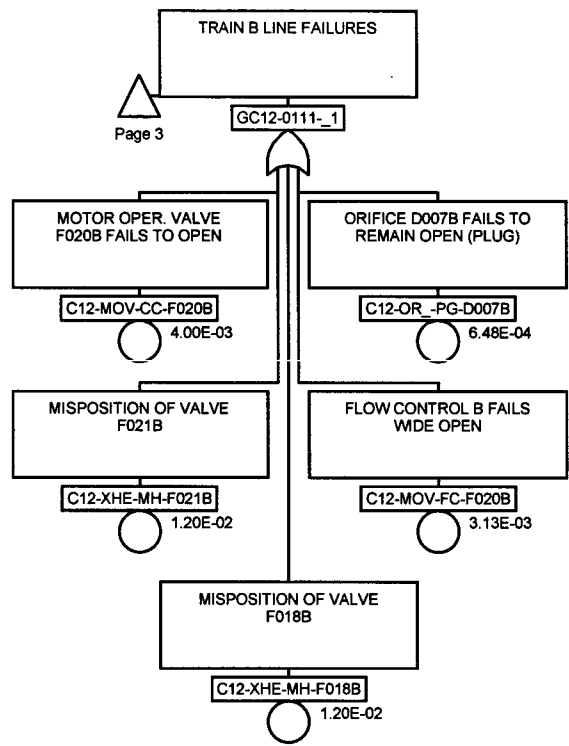 TRAIN B LINE FAILURES
Page 3
GC12-0111-_1
MOTOR OPER. VALVE
F020B FAILS TO OPEN
C12-MOV-CC-F020B
4.00E-03
ORIFICE D007B FAILS TO
REMAIN OPEN (PLUG)
C12-OR_-PG-D007B
6.48E-04
MISPOSITION OF VALVE
F021B
C12-XHE-MH-F021B
1.20E-02
FLOW CONTROL B FAILS
WIDE OPEN
C12-MOV-FC-F020B
3.13E-03
MISPOSITION OF VALVE
F018B
C12-XHE-MH-F018B
1.20E-02